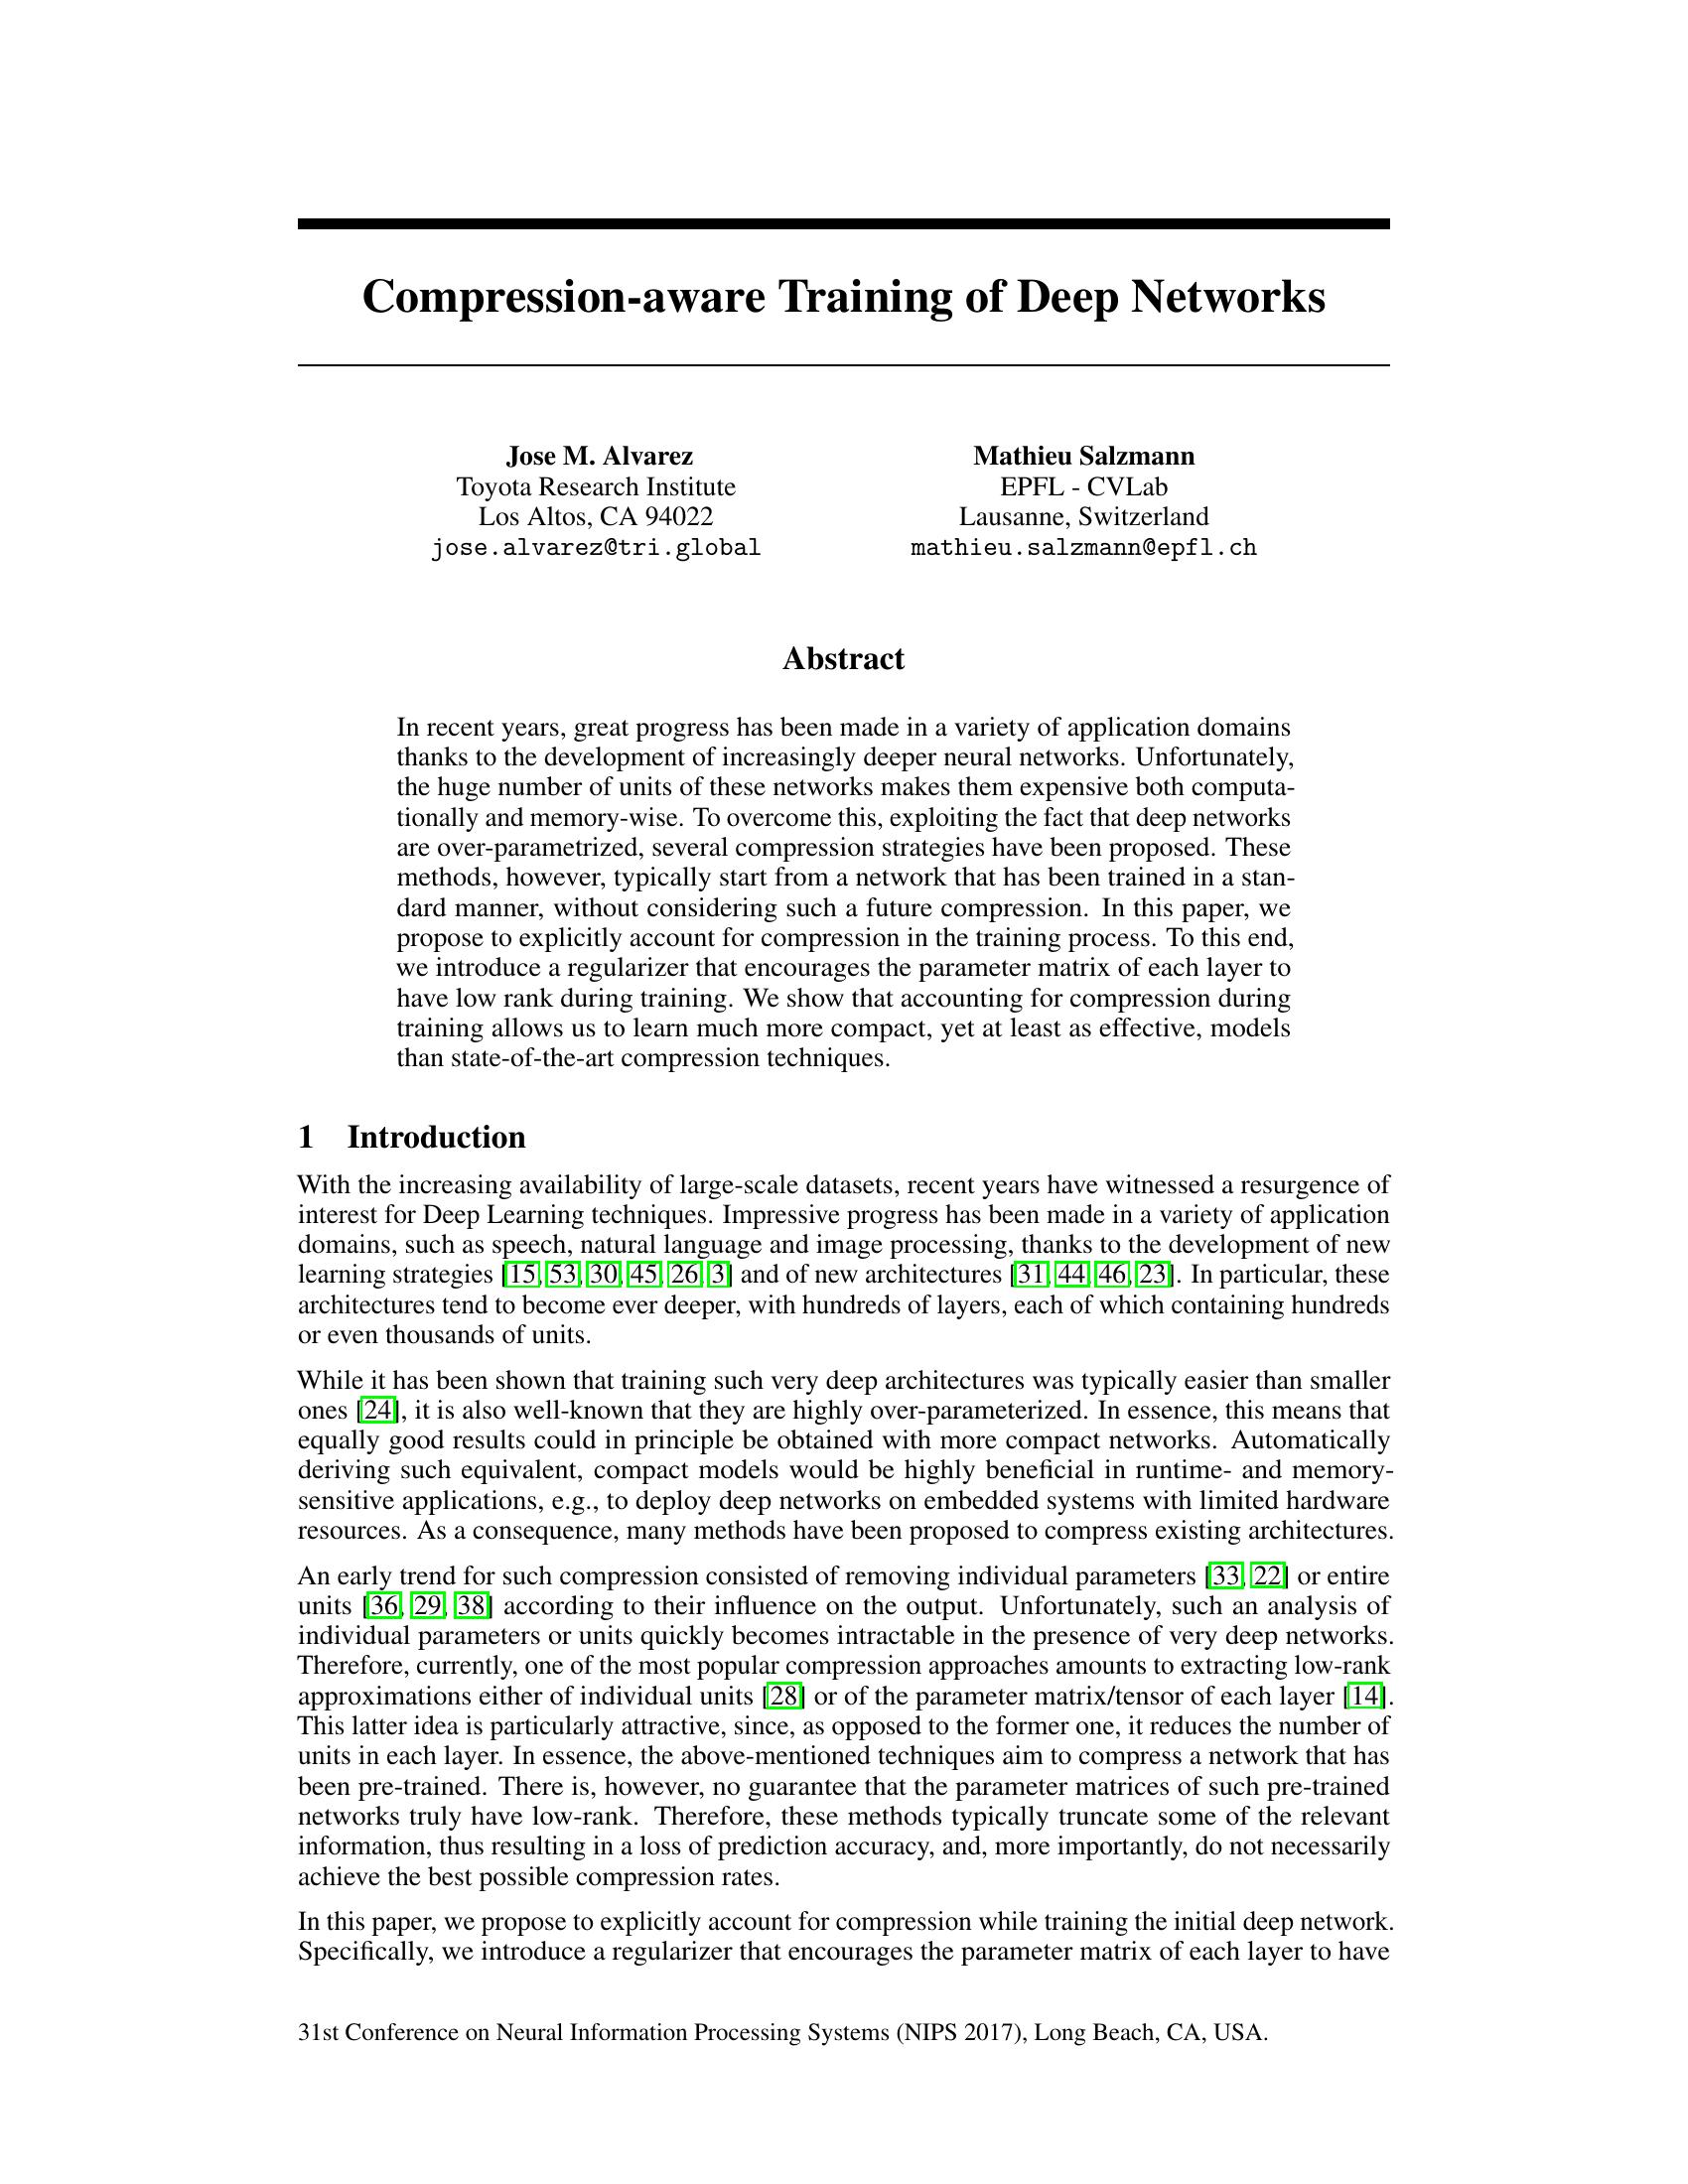 Compression-aware Training of Deep Networks
Jose M. Alvarez
Toyota Research Institute
Los Altos, CA 94022
jose.alvarez@tri.global
Mathieu Salzmann
EPFL - CVLab
Lausanne, Switzerland
mathieu.salzmann@epfl.ch
Abstract
In recent years, great progress has been made in a variety of application domains
thanks to the development of increasingly deeper neural networks. Unfortunately,
the huge number of units of these networks makes them expensive both computa-
tionally and memory-wise. To overcome this, exploiting the fact that deep networks
are over-parametrized, several compression strategies have been proposed. These
methods, however, typically start from a network that has been trained in a stan-
dard manner, without considering such a future compression. In this paper, we
propose to explicitly account for compression in the training process. To this end,
we introduce a regularizer that encourages the parameter matrix of each layer to
have low rank during training. We show that accounting for compression during
training allows us to learn much more compact, yet at least as effective, models
than state-of-the-art compression techniques.
1 Introduction
With the increasing availability of large-scale datasets, recent years have witnessed a resurgence of
interest for Deep Learning techniques. Impressive progress has been made in a variety of application
domains, such as speech, natural language and image processing, thanks to the development of new
learning strategies [15, 53, 30, 45, 26, 3] and of new architectures [31, 44, 46, 23]. In particular, these
architectures tend to become ever deeper, with hundreds of layers, each of which containing hundreds
or even thousands of units.
While it has been shown that training such very deep architectures was typically easier than smaller
ones [24], it is also well-known that they are highly over-parameterized. In essence, this means that
equally good results could in principle be obtained with more compact networks. Automatically
deriving such equivalent, compact models would be highly beneficial in runtime- and memory-
sensitive applications, e.g., to deploy deep networks on embedded systems with limited hardware
resources. As a consequence, many methods have been proposed to compress existing architectures.
An early trend for such compression consisted of removing individual parameters [33, 22] or entire
units [36, 29, 38] according to their influence on the output. Unfortunately, such an analysis of
individual parameters or units quickly becomes intractable in the presence of very deep networks.
Therefore, currently, one of the most popular compression approaches amounts to extracting low-rank
approximations either of individual units [28] or of the parameter matrix/tensor of each layer [14].
This latter idea is particularly attractive, since, as opposed to the former one, it reduces the number of
units in each layer. In essence, the above-mentioned techniques aim to compress a network that has
been pre-trained. There is, however, no guarantee that the parameter matrices of such pre-trained
networks truly have low-rank. Therefore, these methods typically truncate some of the relevant
information, thus resulting in a loss of prediction accuracy, and, more importantly, do not necessarily
achieve the best possible compression rates.
In this paper, we propose to explicitly account for compression while training the initial deep network.
Specifically, we introduce a regularizer that encourages the parameter matrix of each layer to have
31st Conference on Neural Information Processing Systems (NIPS 2017), Long Beach, CA, USA.